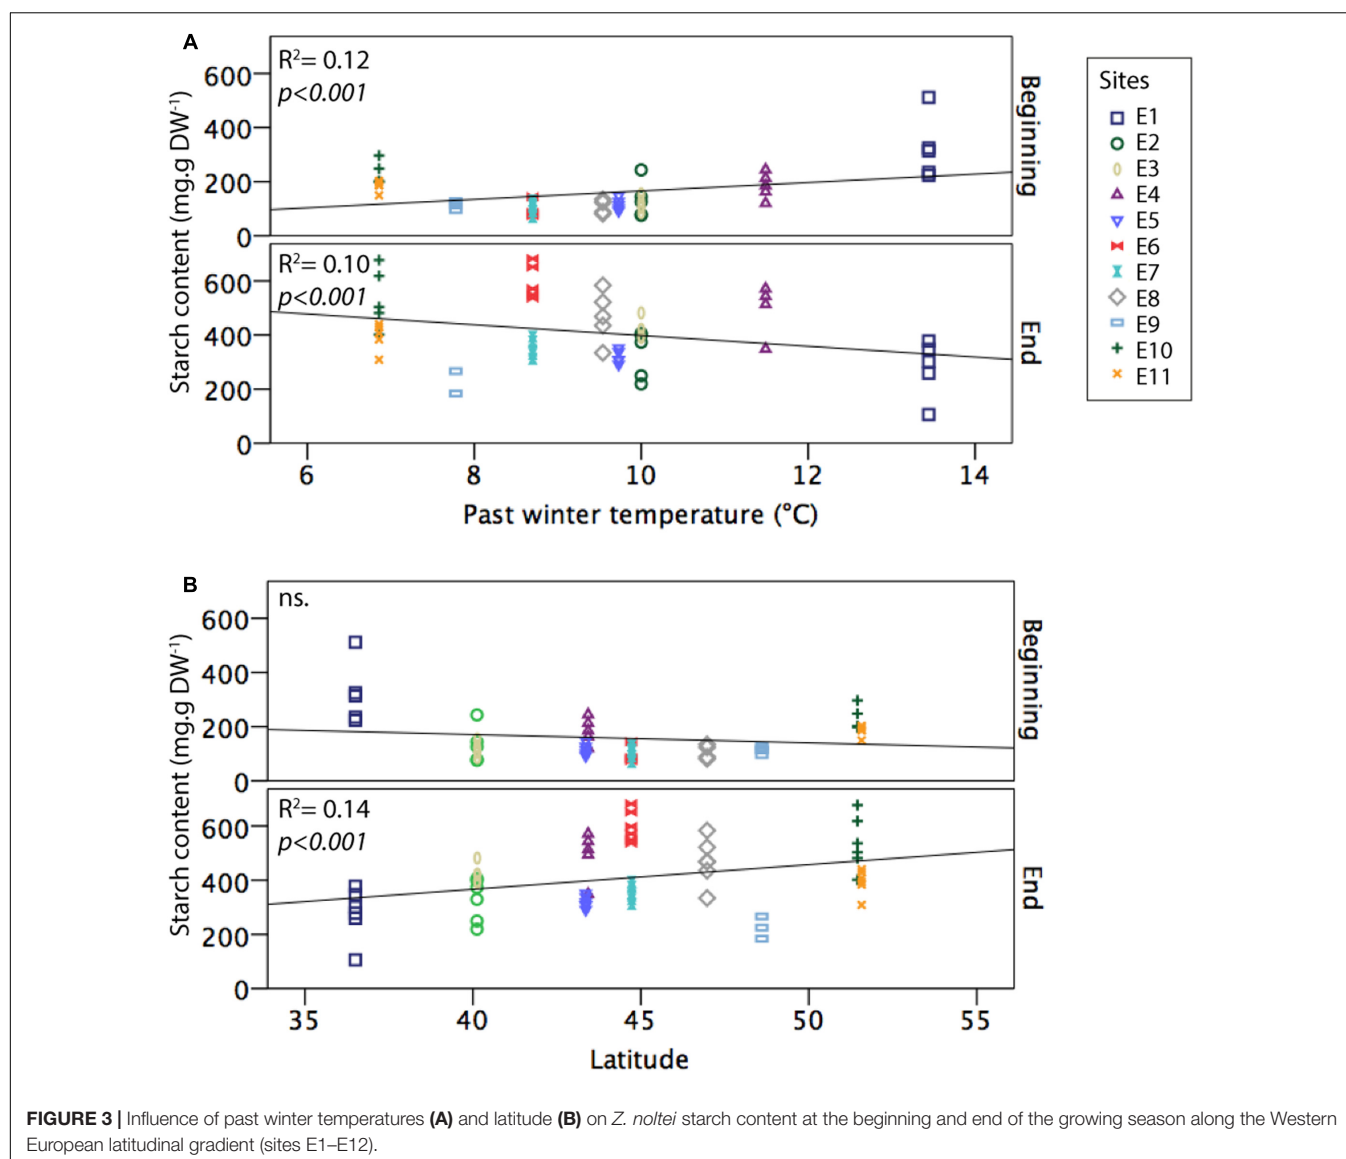 A
R²= 0.12
p<0.001
600
400
200
0
Beginning
R²= 0.10
p<0.001
600
400
200
0
End
Starch content (mg.g DW⁻¹)
6 8 10 12 14
Past winter temperature (°C)
Sites
E1
E2
E3
E4
E5
E6
E7
E8
E9
E10
E11
B
ns.
600
400
200
0
Beginning
R²= 0.14
p<0.001
600
400
200
0
End
Starch content (mg.g DW⁻¹)
35 40 45 50 55
Latitude
FIGURE 3 | Influence of past winter temperatures (A) and latitude (B) on Z. noltei starch content at the beginning and end of the growing season along the Western
European latitudinal gradient (sites E1–E12).